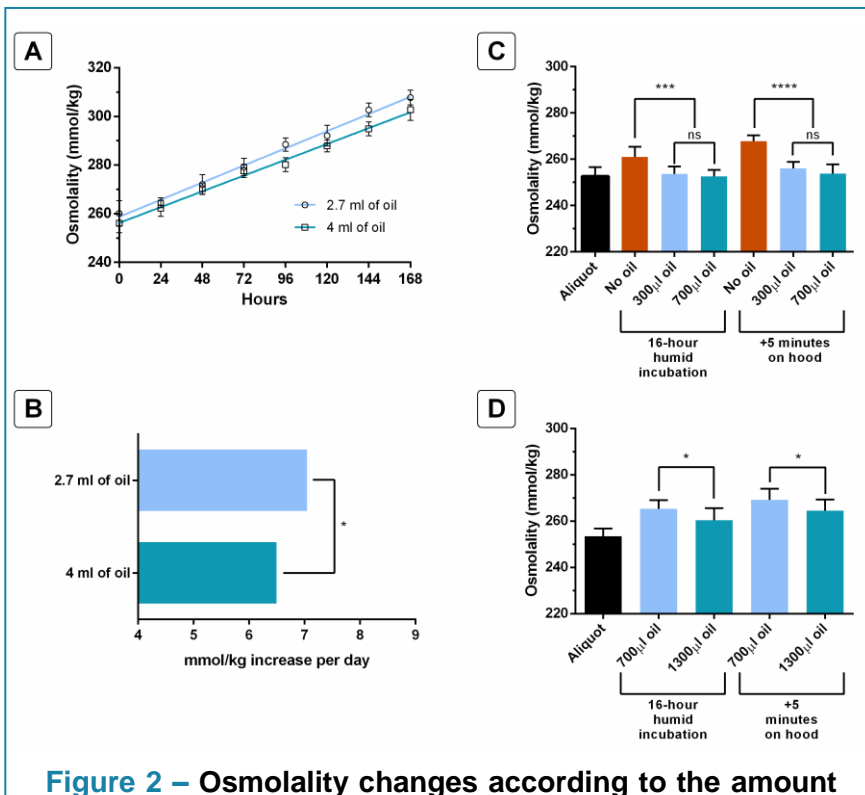 A
Osmolality (mmol/kg)
320
300
280
260
240
0 24 48 72 96 120 144 168
Hours
2.7 ml of oil
4 ml of oil
C
Osmolality (mmol/kg)
300
280
260
240
220
***
ns
****
ns
Aliquot
No oil
300µl oil
700µl oil
No oil
300µl oil
700µl oil
16-hour
humid
incubation
+5 minutes
on hood
B
2.7 ml of oil
4 ml of oil
*
4 5 6 7 8 9
mmol/kg increase per day
D
Osmolality (mmol/kg)
300
280
260
240
220
*
*
Aliquot
700µl oil
1300µl oil
700µl oil
1300µl oil
16-hour
humid
incubation
+5
minutes
on hood
Figure 2 – Osmolality changes according to the amount